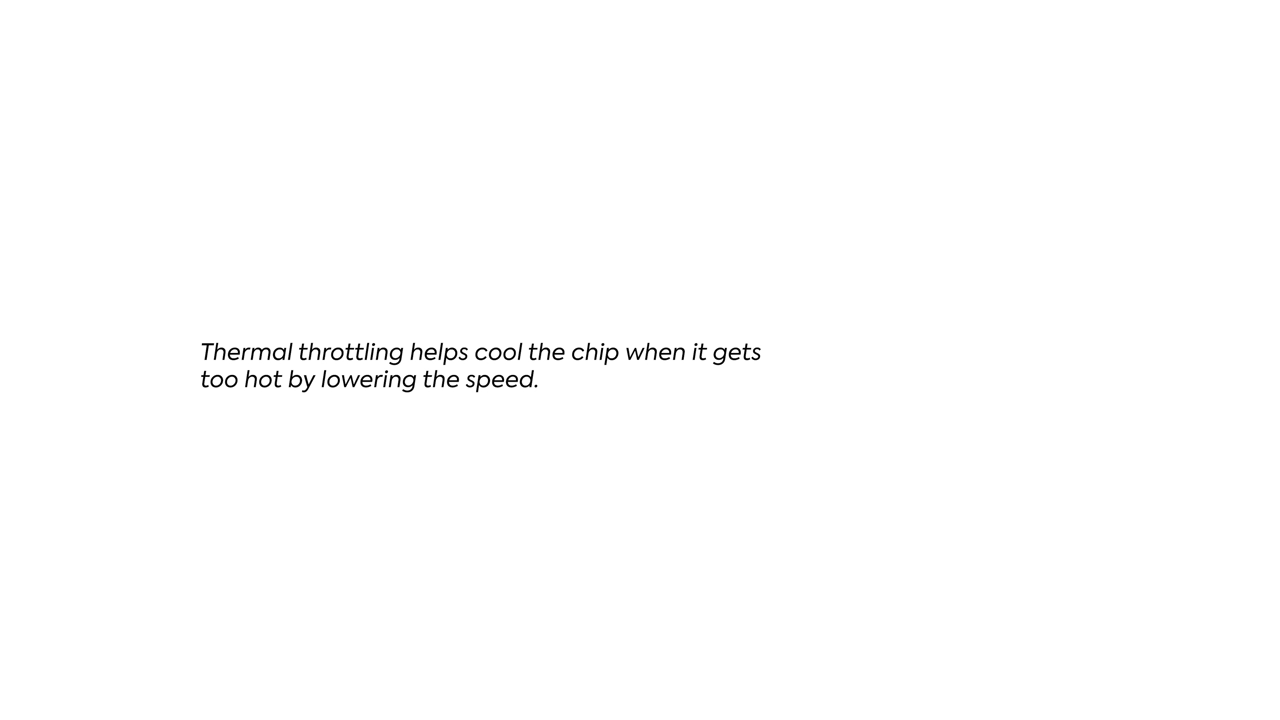 Thermal throttling helps cool the chip when it gets
too hot by lowering the speed.